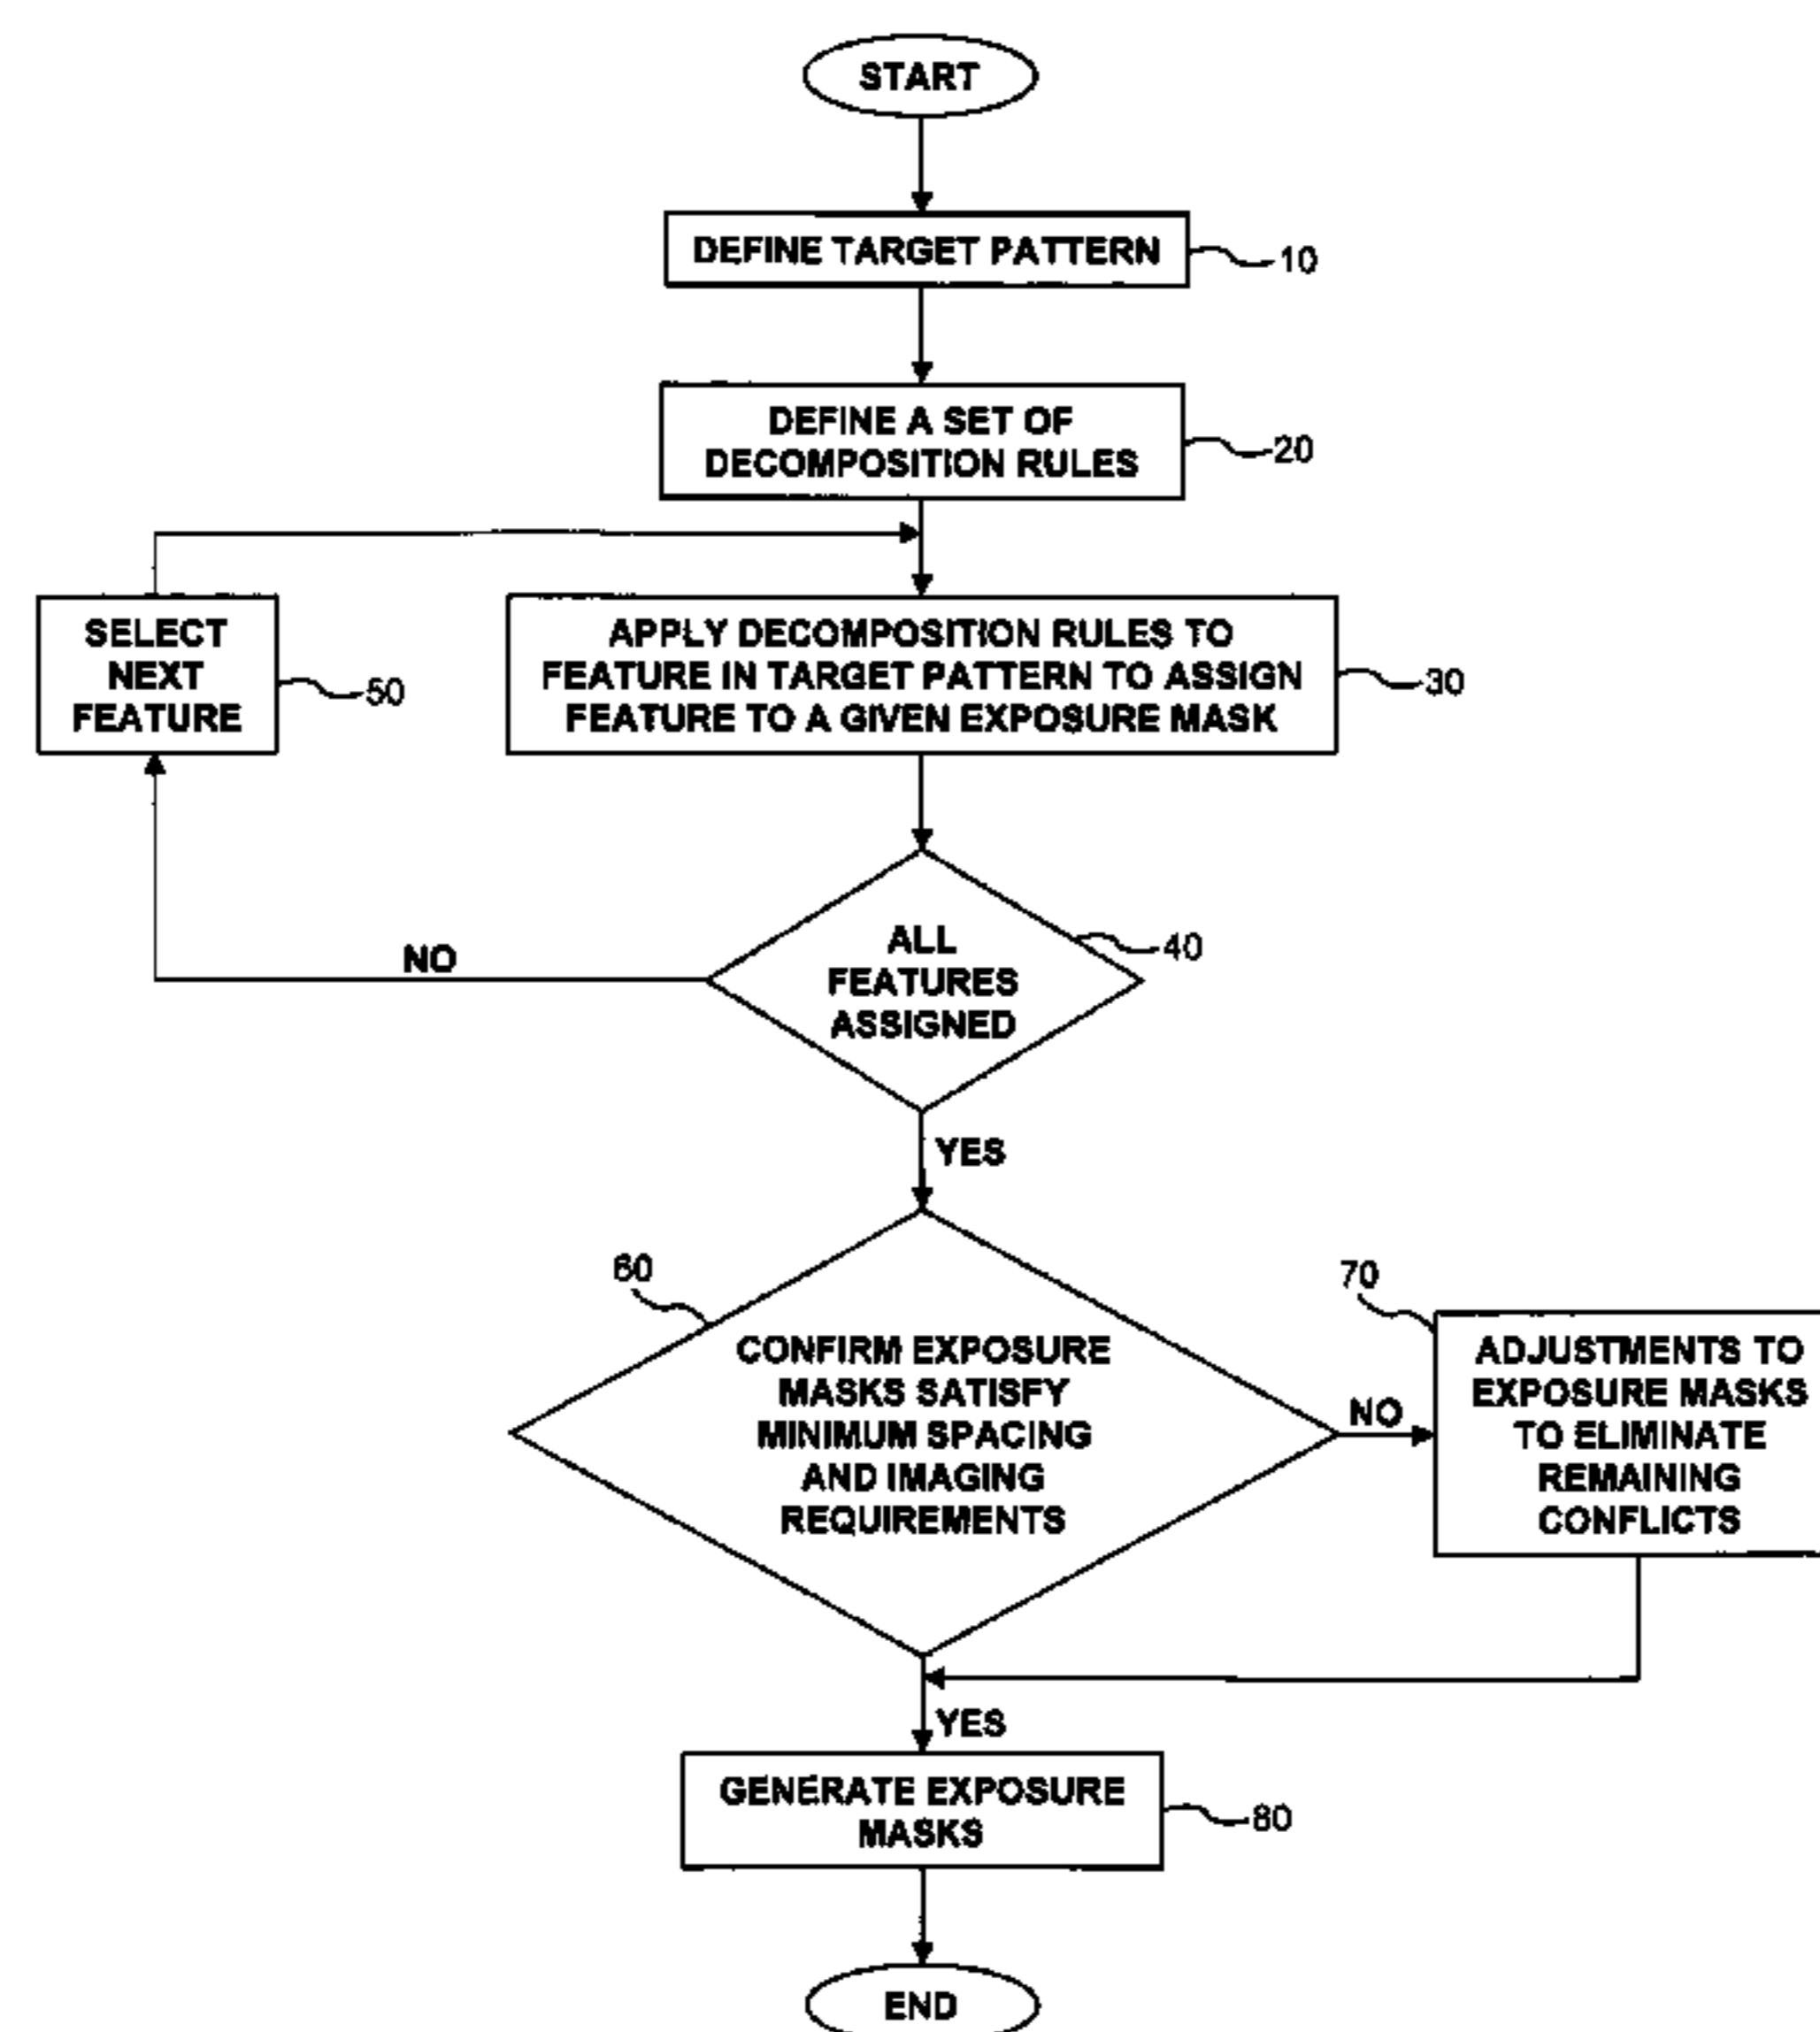 START
DEFINE TARGET PATTERN
10
DEFINE A SET OF
DECOMPOSITION RULES
20
SELECT
NEXT
FEATURE
50
APPLY DECOMPOSITION RULES TO
FEATURE IN TARGET PATTERN TO ASSIGN
FEATURE TO A GIVEN EXPOSURE MASK
30
NO
ALL
FEATURES
ASSIGNED
40
YES
60
CONFIRM EXPOSURE
MASKS SATISFY
MINIMUM SPACING
AND IMAGING
REQUIREMENTS
NO
70
ADJUSTMENTS TO
EXPOSURE MASKS
TO ELIMINATE
REMAINING
CONFLICTS
YES
GENERATE EXPOSURE
MASKS
80
END